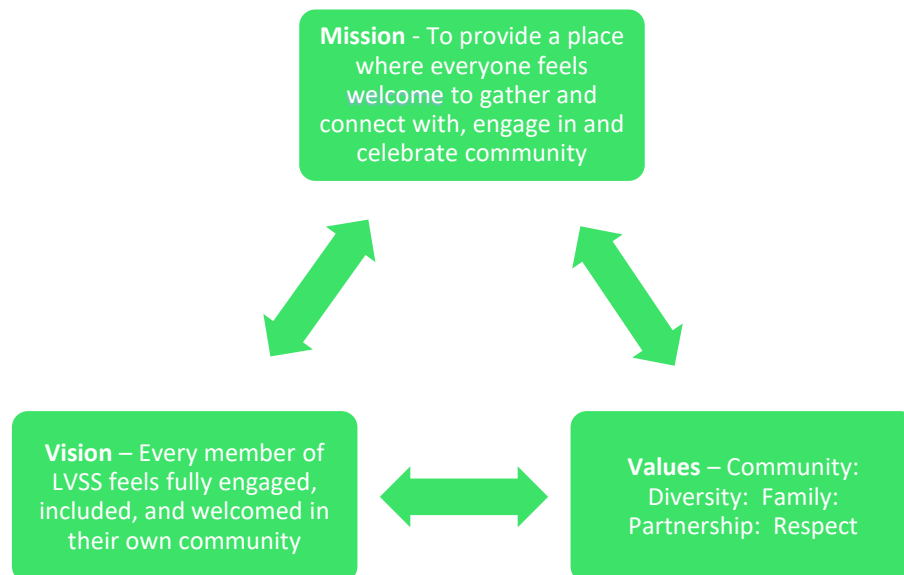 Mission - To provide a place
where everyone feels
welcome to gather and
connect with, engage in and
celebrate community
Vision – Every member of
LVSS feels fully engaged,
included, and welcomed in
their own community
Values – Community:
Diversity:  Family:
Partnership:  Respect